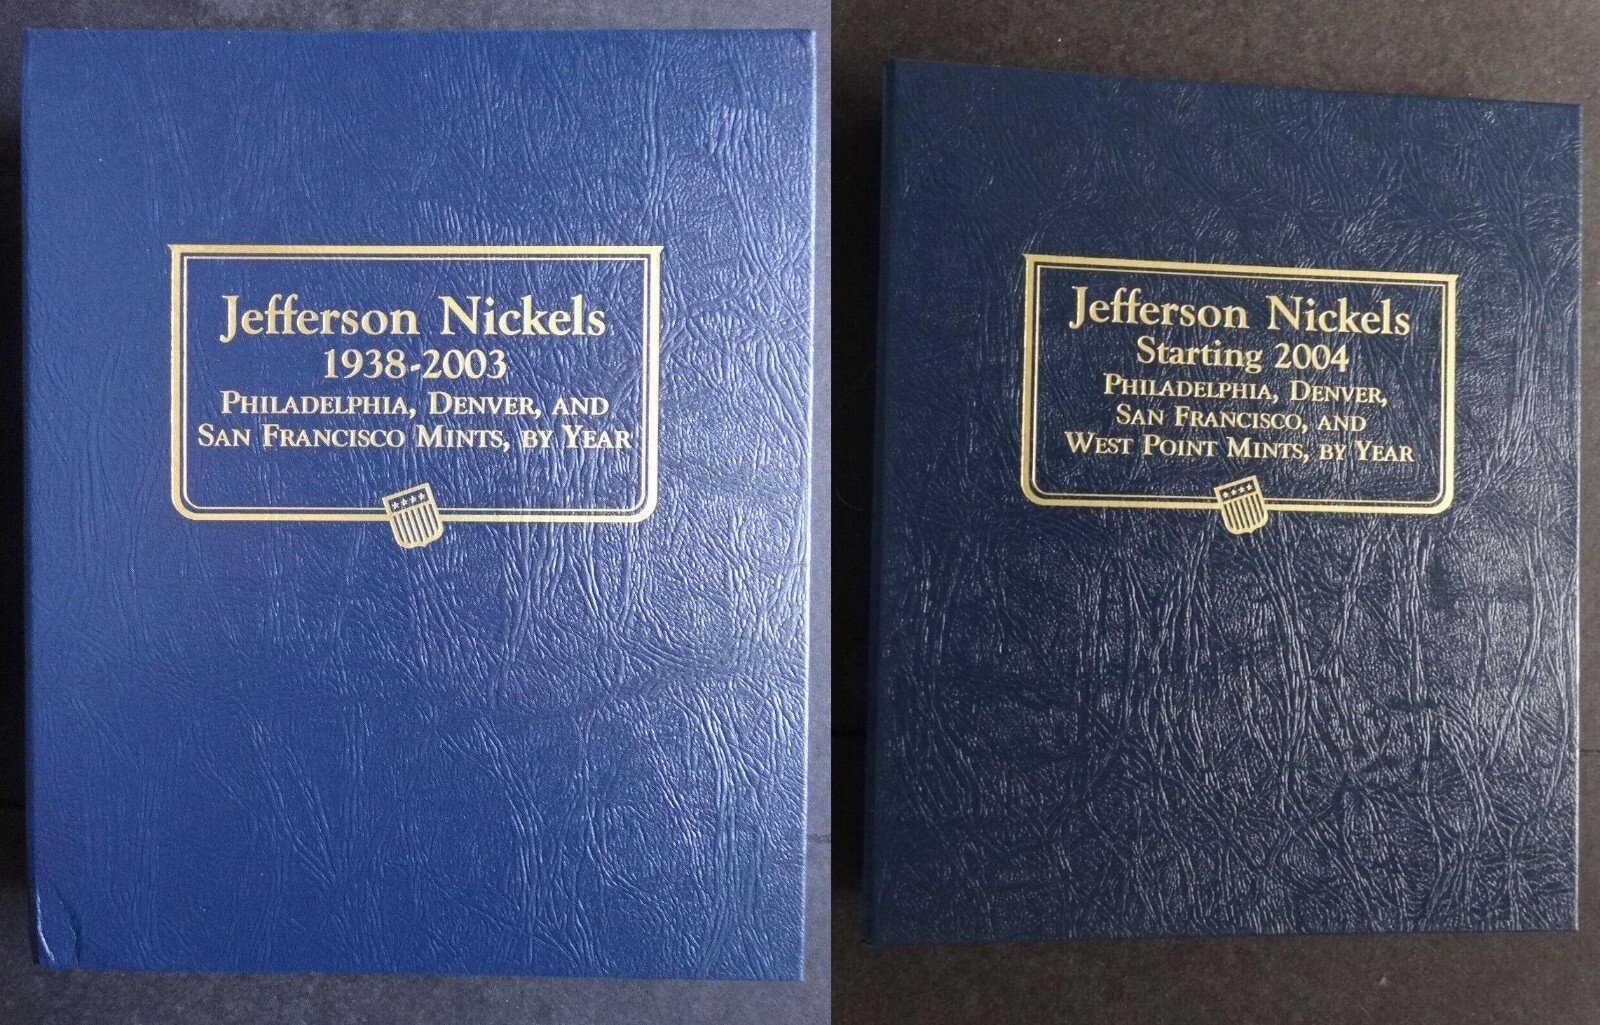 Jefferson Nickels
1938-2003
Philadelphia, Denver, and
San Francisco Mints, by Year
Jefferson Nickels
Starting 2004
Philadelphia, Denver,
San Francisco, and
West Point Mints, by Year